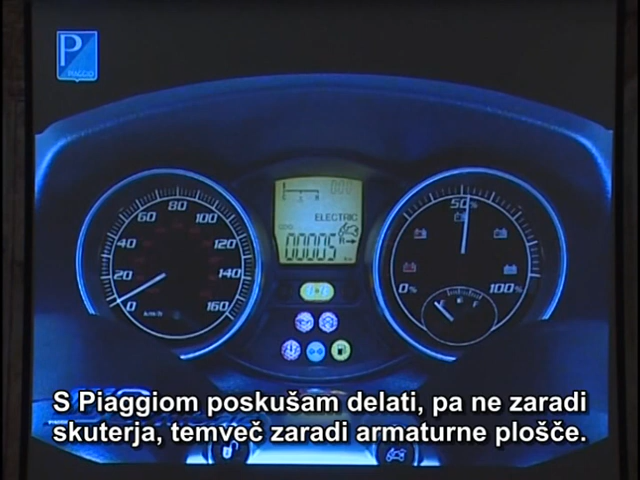 P
PIAGGIO
0
20
40
60
80
100
120
140
160
km/h
ELECTRIC
00005
R
0%
50%
100%
S Piaggiom poskušam delati, pa ne zaradi
skuterja, temveč zaradi armaturne plošče.